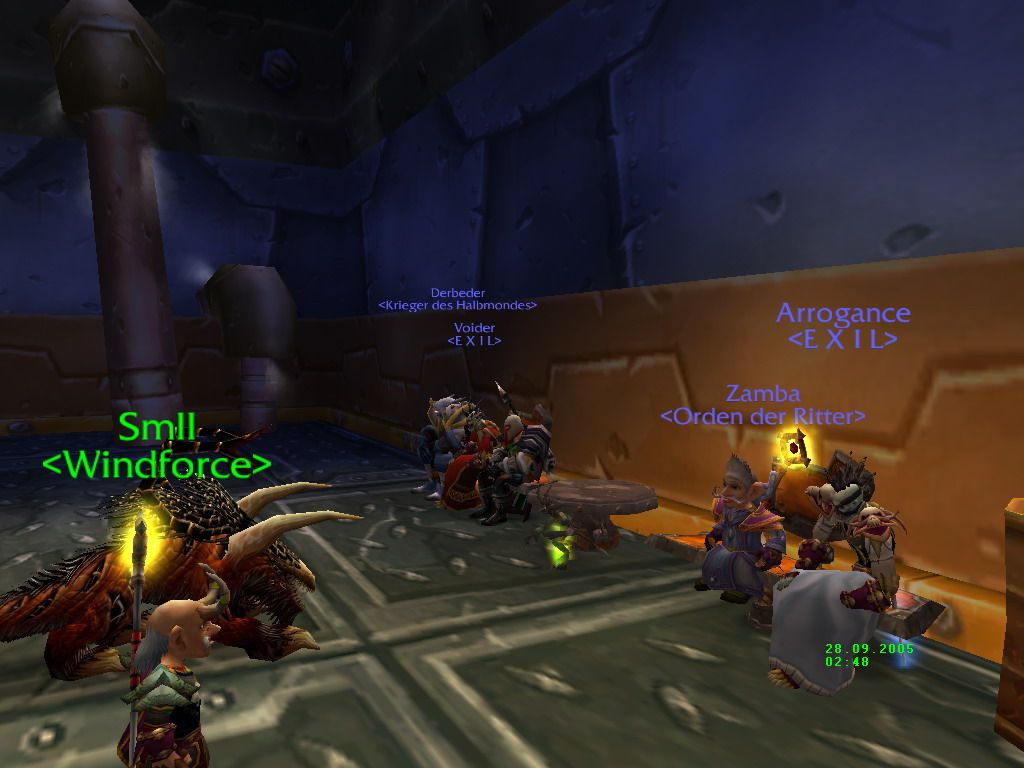 Derbeder
<Krieger des Halbmondes>
Voider
<E X I L>
Arrogance
<E X I L>
Zamba
<Orden der Ritter>
Smll
<Windforce>
28.09.2005
02:48